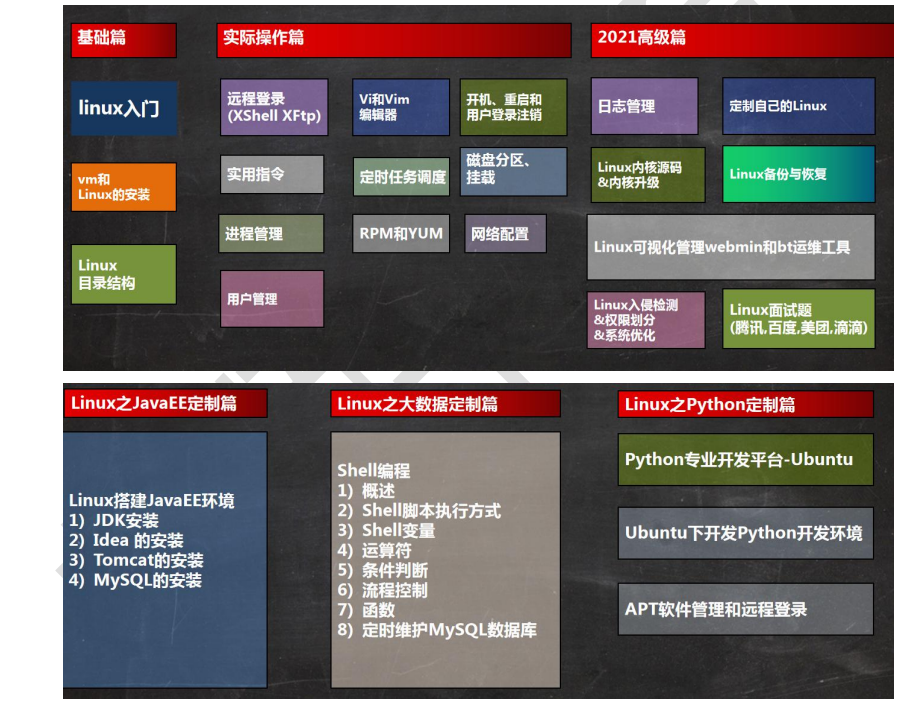 基础篇
实际操作篇
2021高级篇
linux入门
远程登录
(XShell XFtp)
Vi和Vim
编辑器
开机、重启和
用户登录注销
日志管理
定制自己的Linux
vm和
Linux的安装
实用指令
定时任务调度
磁盘分区、
挂载
Linux内核源码
&内核升级
Linux备份与恢复
进程管理
RPM和YUM
网络配置
Linux可视化管理webmin和bt运维工具
Linux
目录结构
用户管理
Linux入侵检测
&权限划分
&系统优化
Linux面试题
(腾讯,百度,美团,滴滴)
Linux之JavaEE定制篇
Linux之大数据定制篇
Linux之Python定制篇
Linux搭建JavaEE环境
1) JDK安装
2) Idea 的安装
3) Tomcat的安装
4) MySQL的安装
Shell编程
1) 概述
2) Shell脚本执行方式
3) Shell变量
4) 运算符
5) 条件判断
6) 流程控制
7) 函数
8) 定时维护MySQL数据库
Python专业开发平台-Ubuntu
Ubuntu下开发Python开发环境
APT软件管理和远程登录